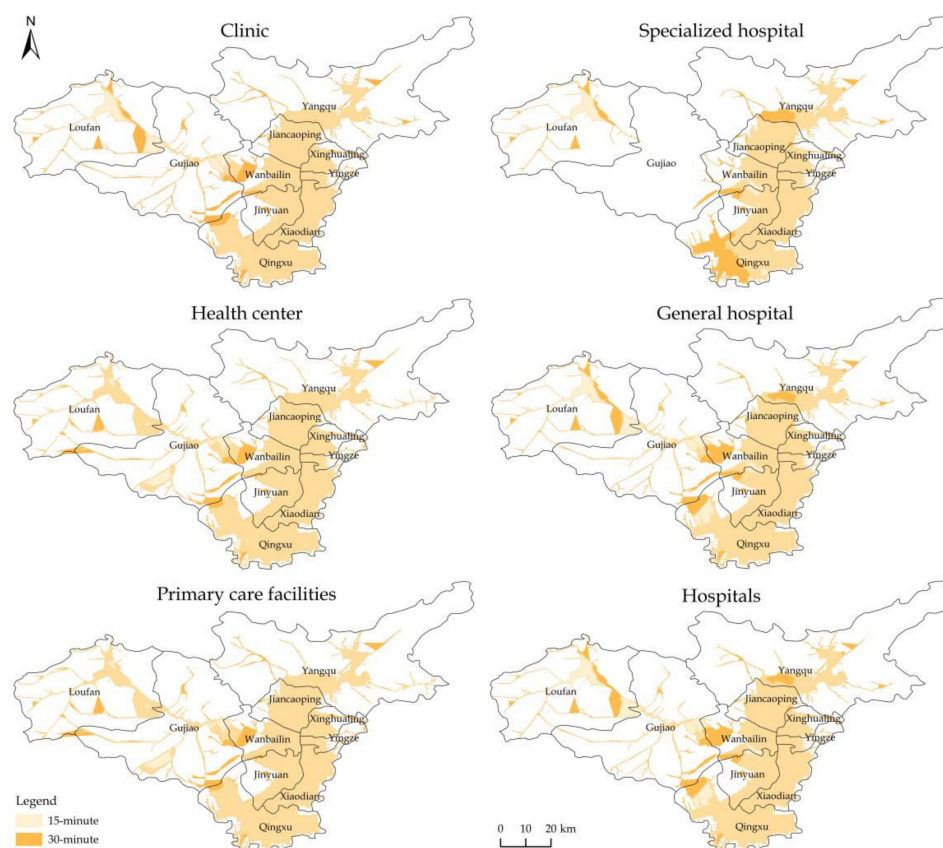 N
Clinic
Specialized hospital
Yangqu
Loufan
Jiancaoping
Xinghualing
Gujiao
Wanbailin
Yingze
Jinyuan
Xiaodian
Qingxu
Yangqu
Loufan
Jiancaoping
Xinghualing
Gujiao
Wanbailin
Yingze
Jinyuan
Xiaodian
Qingxu
Health center
General hospital
Yangqu
Loufan
Jiancaoping
Xinghualing
Gujiao
Wanbailin
Yingze
Jinyuan
Xiaodian
Qingxu
Yangqu
Loufan
Jiancaoping
Xinghualing
Gujiao
Wanbailin
Yingze
Jinyuan
Xiaodian
Qingxu
Primary care facilities
Hospitals
Yangqu
Loufan
Jiancaoping
Xinghualing
Gujiao
Wanbailin
Yingze
Jinyuan
Xiaodian
Qingxu
Yangqu
Loufan
Jiancaoping
Xinghualing
Gujiao
Wanbailin
Yingze
Jinyuan
Xiaodian
Qingxu
Legend
15-minute
30-minute
0 10 20 km